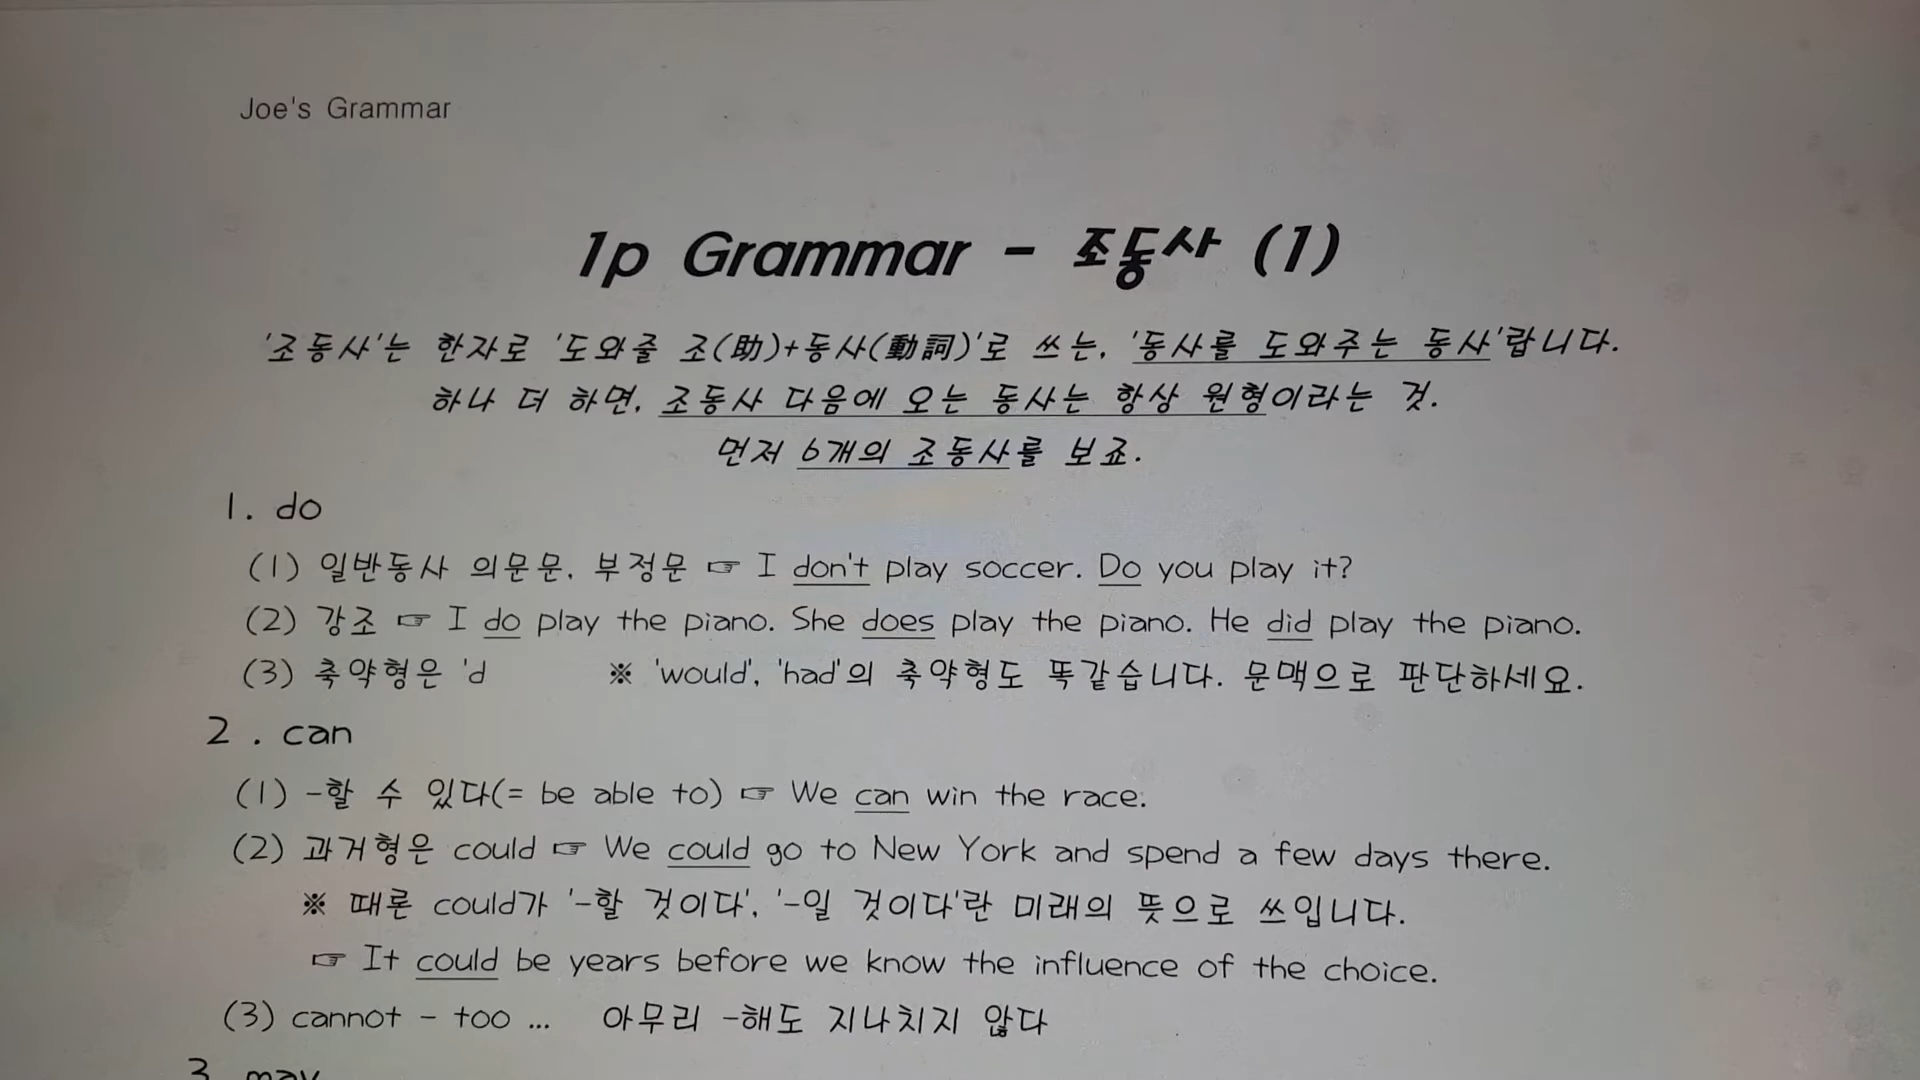 Joe's Grammar
1p Grammar - 조동사 (1)
'조동사'는 한자로 '도와줄 조(助)+동사(動詞)'로 쓰는, '동사를 도와주는 동사'랍니다.
하나 더 하면, 조동사 다음에 오는 동사는 항상 원형이라는 것.
먼저 6개의 조동사를 보죠.
1. do
(1) 일반동사 의문문, 부정문 ☞ I don't play soccer. Do you play it?
(2) 강조 ☞ I do play the piano. She does play the piano. He did play the piano.
(3) 축약형은 'd ※ 'would', 'had'의 축약형도 똑같습니다. 문맥으로 판단하세요.
2 . can
(1) -할 수 있다(= be able to) ☞ We can win the race.
(2) 과거형은 could ☞ We could go to New York and spend a few days there.
※ 때론 could가 '-할 것이다', '-일 것이다'란 미래의 뜻으로 쓰입니다.
☞ It could be years before we know the influence of the choice.
(3) cannot - too ... 아무리 -해도 지나치지 않다
3. may